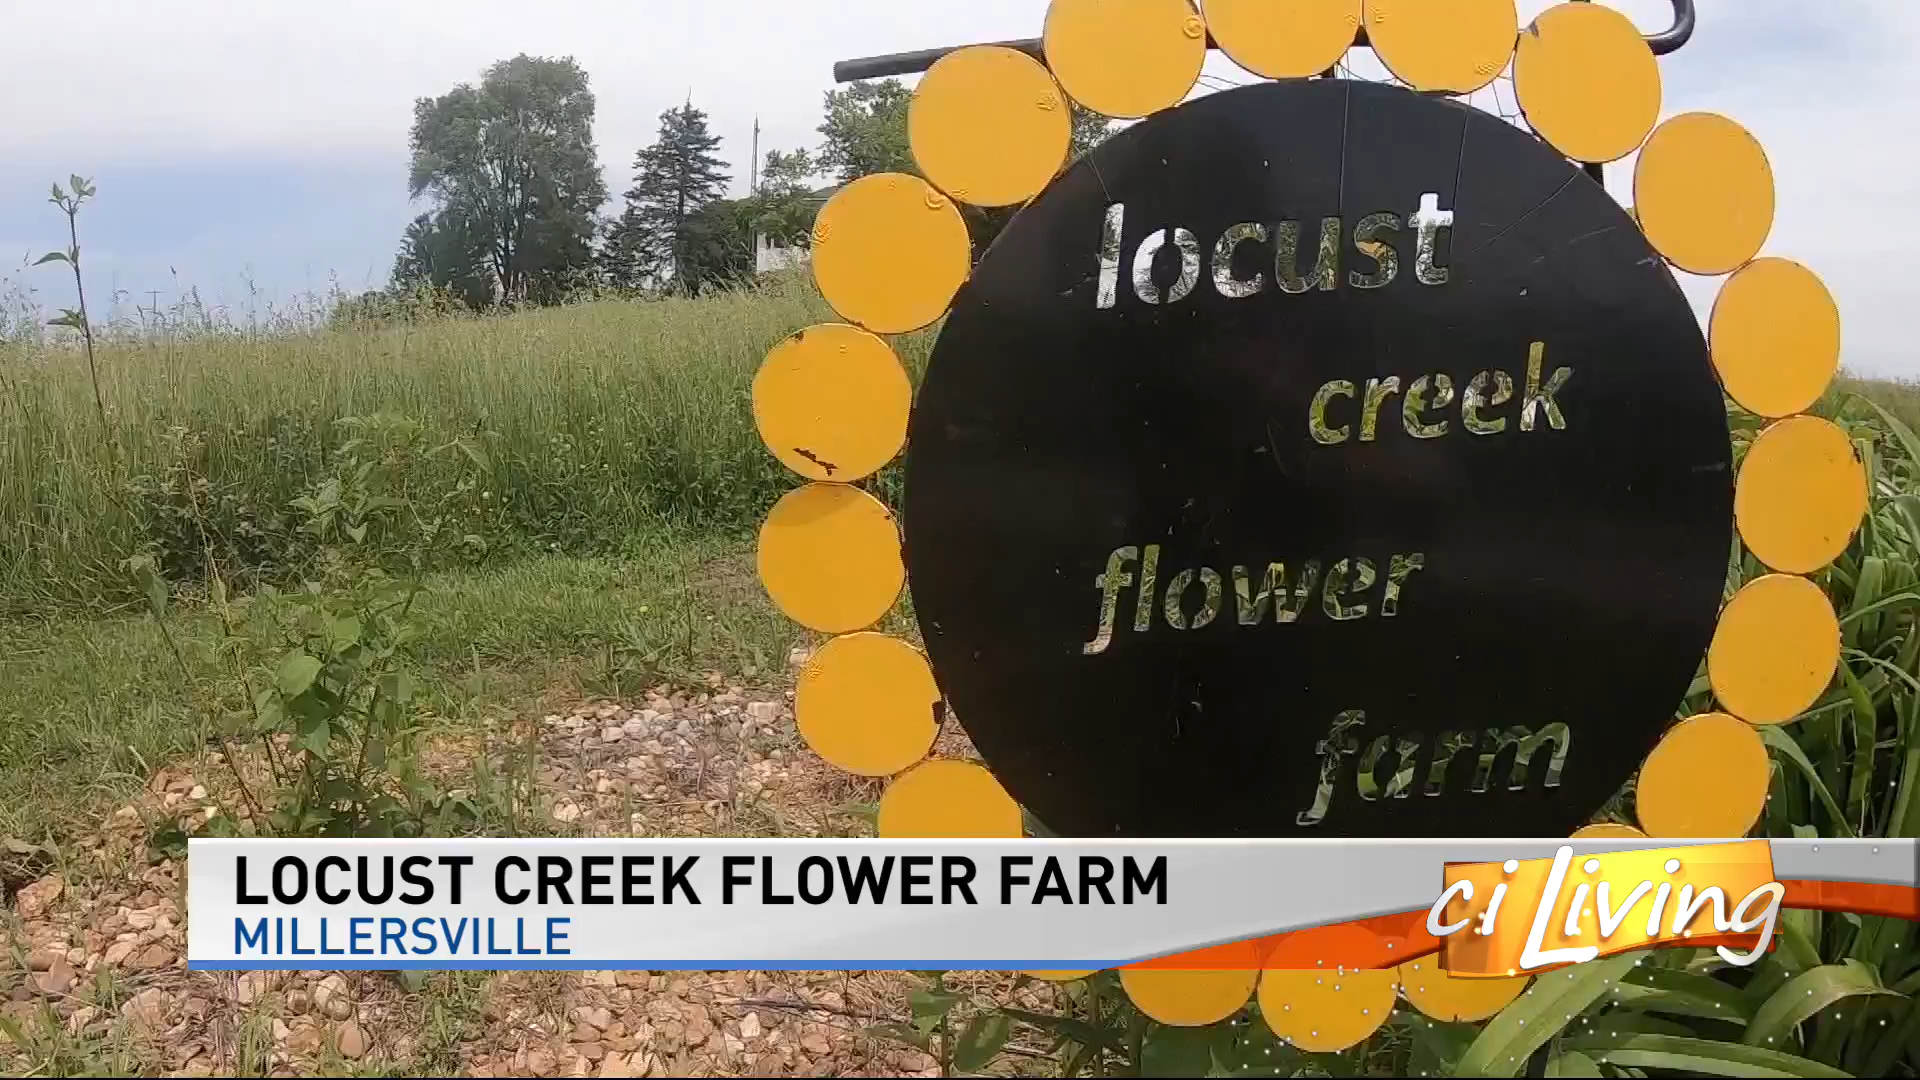 locust
creek
flower
farm
LOCUST CREEK FLOWER FARM
MILLERSVILLE
ci Living